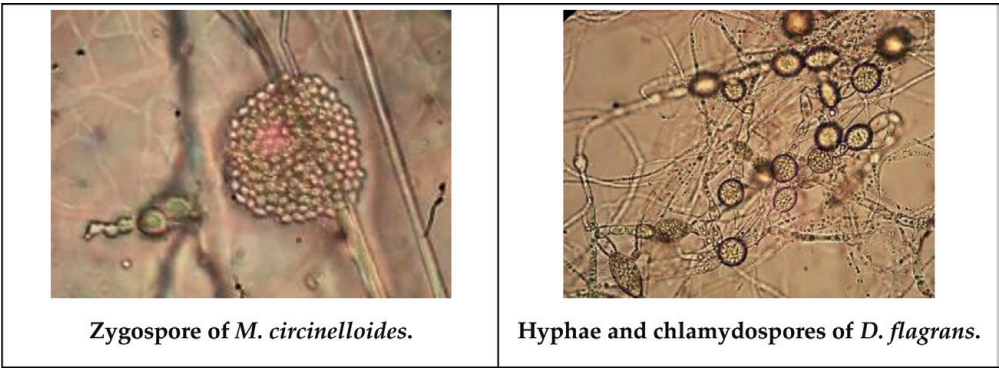 Zygospore of M. circinelloides.
Hyphae and chlamydospores of D. flagrans.